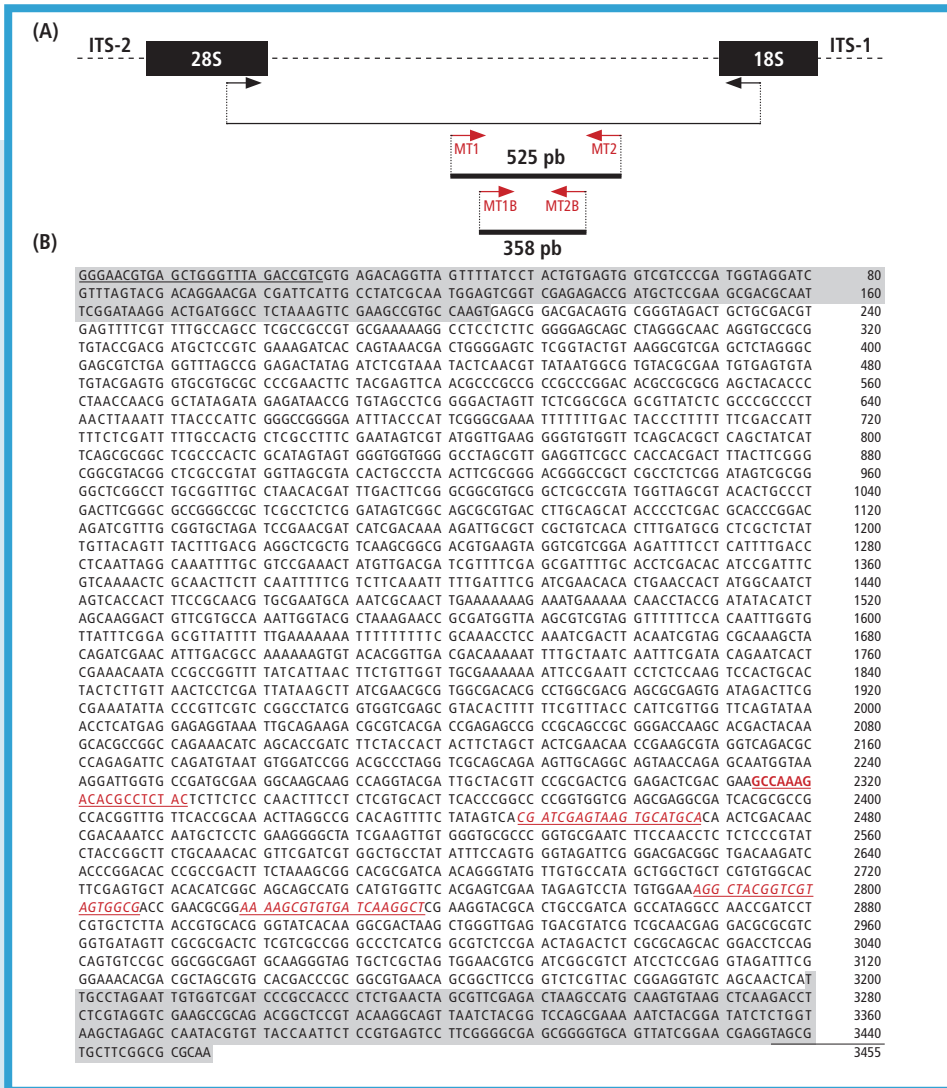 (A)
ITS-2 28S 18S ITS-1
MT1 MT2
525 pb
MT1B MT2B
358 pb
(B)
GGGAACGTGA GCTGGGTTTA GACCGTCGTG AGACAGGTTA GTTTTATCCT ACTGTGAGTG GTCGTCCCGA TGGTAGGATC 80
GTTTAGTACG ACAGGAACGA CGATTCATTG CCTATCGCAA TGGAGTCGGT CGAGAGACCG ATGCTCCGAA GCGACGCAAT 160
TCGGATAAGG ACTGATGGCC TCTAAAGTTC GAAGCCGTGC CAAGTGAGCG GACGACAGTG GCGGTAGACT GCTGCGACGT 240
GAGTTTTCGT TTTGCCAGCC TCGCCGCCGT GCGAAAAAGG CCTCCTCTTC GGGGAGCAGC CTAGGGCAAC AGGTGCCGCG 320
TGTACCGACG ATGCTCCGTC GAAAGATCAC CAGTAAACGA CTGGGGAGTC TCGGTACTGT AAGGCGTCGA GCTCTAGGGC 400
GAGCGTCTGA GGTTTAGCCG GGAGACTATA GATCTCGTAA TACTCAACGT TATAATGGCG TGTACGCGAA TGTGAGTGTA 480
TGTACGAGTG GCGTGCGTGC CCCGAACTTC TACGAGTTCA ACGCCCGCCG CCGCCCGGAC ACGCCGCGCG AGCTACACCC 560
CTAACCAACG GCTATAGATA GAGATAACCG TGTAGCCTCG GGGACTAGTT TCTCGGCGCA GCGTTATCTC GCCCGCCCCT 640
AACTTAAATT TTACCCATTC GGGCCGGGGA ATTTACCCAT TCGGGCGAAA TTTTTTTGAC TACCCTTTTT TTCGACCATT 720
TTTCTCGATT TTTGCCACTG CTCGCCTTTC GAATAGTCGT ATGGTTGAAG GGGTGTGGTT TCAGCACGCT CAGCTATCAT 800
TCAGCGCGGC TCGCCCACTC GCATAGTAGT GGGTGGTGGG GCCTAGCGTT GAGGTTCGCC CACCACGACT TTACTTCGGG 880
CGGCGTACGG CTCGCCGTAT GGTTAGCGTA CACTGCCCTA ACTTCGCGGG ACGGGCCGCT CGCCTCTCGG ATAGTCGCGG 960
GGCTCGGCCT TGCGGTTTGC CTAACACGAT TTGACTTCGG GCGGCGTGCG GCTCGCCGTA TGGTTAGCGT ACACTGCCCT 1040
GACTTCGGGC GCCGGGCCGC TCGCCTCTCG GATAGTCGGC AGCGCGTGAC CTTGCAGCAT ACCCCTCGAC GCACCCGGAC 1120
AGATCGTTTG CGGTGCTAGA TCCGAACGAT CATCGACAAA AGATTGCGCT CGCTGTCACA CTTTGATGCG CTCGCTCTAT 1200
TGTTACAGTT TACTTTGACG AGGCTCGCTG TCAAGCGGCG ACGTGAAGTA GGTCGTCGGA AGATTTTCCT CATTTTGACC 1280
CTCAATTAGG CAAATTTTGC GTCCGAAACT ATGTTGACGA TCGTTTTCGA GCGATTTTGC ACCTCGACAC ATCCGATTTC 1360
GTCAAAACTC GCAACTTCTT CAATTTTTCG TCTTCAAATT TTTGATTTCG ATCGAACACA CTGAACCACT ATGGCAATCT 1440
AGTCACCACT TTCCGCAACG TGCGAATGCA AATCGCAACT TGAAAAAAAG AAATGAAAAA CAACCTACCG ATATACATCT 1520
AGCAAGGACT GTTCGTGCCA AATTGGTACG CTAAAGAACC GCGATGGTTA AGCGTCGTAG GTTTTTTCCA CAATTTGGTG 1600
TTATTTCGGA GCGTTATTTT TTGAAAAAAA TTTTTTTTTC GCAAACCTCC AAATCGACTT ACAATCGTAG CGCAAAGCTA 1680
CAGATCGAAC ATTTGACGCC AAAAAAGTGT ACACGGTTGA CGACAAAAAT TTTGCTAATC AATTTCGATA CAGAATCACT 1760
CGAAACAATA CCGCCGGTTT TATCATTAAC TTCTGTTGGT TGCGAAAAAA ATTCCGAATT CCTCTCCAAG TCCACTGCAC 1840
TACTCTTGTT AACTCCTCGA TTATAAGCTT ATCGAACGCG TGGCGACACG CCTGGCGACG AGCGCGAGTG ATAGACTTCG 1920
CGAAATATTA CCCGTTCGTC CGGCCTATCG GTGGTCGAGC GTACACTTTT TTCGTTTACC CATTCGTTGG TTCAGTATAA 2000
ACCTCATGAG GAGAGGTAAA TTGCAGAAGA CGCGTCACGA CCGAGAGCCG CCGCAGCCGC GGGACCAAGC ACGACTACAA 2080
GCACGCCGGC CAGAAACATC AGCACCGATC TTCTACCACT ACTTCTAGCT ACTCGAACAA CCGAAGCGTA GGTCAGACGC 2160
CCAGAGATTC CAGATGTAAT GTGGATCCGG ACGCCCTAGG TCGCAGCAGA AGTTGCAGGC AGTAACCAGA GCAATGGTAA 2240
AGGATTGGTG CCGATGCGAA GGCAAGCAAG CCAGGTACGA TTGCTACGTT CCGCGACTCG GAGACTCGAC GAAGCCAAAG 2320
ACACGCCTCT ACTCTTCTCC CAACTTTCCT CTCGTGCACT TCACCCGGCC CCGGTGGTCG AGCGAGGCGA TCACGCGCCG 2400
CCACGGTTTG TTCACCGCAA ACTTAGGCCG CACAGTTTTC TATAGTCACG ATCGAGTAAG TGCATGCACA ACTCGACAAC 2480
CGACAAATCC AATGCTCCTC GAAGGGGCTA TCGAAGTTGT GGGTGCGCCC GGTGCGAATC TTCCAACCTC TCTCCCGTAT 2560
CTACCGGCTT CTGCAAACAC GTTCGATCGT GGCTGCCTAT ATTTCCAGTG GGTAGATTCG GGACGACGGC TGACAAGATC 2640
ACCCGGACAC CCGCCGACTT TCTAAAGCGG CACGCGATCA ACAGGGTATG TTGTGCCATA GCTGGCTGCT CGTGTGGCAC 2720
TTCGAGTGCT ACACATCGGC AGCAGCCATG CATGTGGTTC ACGAGTCGAA TAGAGTCCTA TGTGGAAAGG CTACGGTCGT 2800
AGTGGCGACC GAACGCGGAA AAGCGTGTGA TCAAGGCTCG AAGGTACGCA CTGCCGATCA GCCATAGGCC AACCGATCCT 2880
CGTGCTCTTA ACCGTGCACG GGTATCACAA GGCGACTAAG CTGGGTTGAG TGACGTATCG TCGCAACGAG GACGCGCGTC 2960
GGTGATAGTT CGCGCGACTC TCGTCGCCGG GCCCTCATCG GCGTCTCCGA ACTAGACTCT CGCGCAGCAC GGACCTCCAG 3040
CAGTGTCCGC GGCGGCGAGT GCAAGGGTAG TGCTCGCTAG TGGAACGTCG ATCGGCGTCT ATCCTCCGAG GTAGATTTCG 3120
GGAAACACGA CGCTAGCGTG CACGACCCGC GGCGTGAACA GCGGCTTCCG GTCTCGTTAC CGGAGGTGTC AGCAACTCAT 3200
TGCCTAGAAT TGTGGTCGAT CCCGCCACCC CTCTGAACTA GCGTTCGAGA CTAAGCCATG CAAGTGTAAG CTCAAGACCT 3280
CTCGTAGGTC GAAGCCGCAG ACGGCTCCGT ACAAGGCAGT TAATCTACGG TCCAGCGAAA AATCTACGGA TATCTCTGGT 3360
AAGCTAGAGC CAATACGTGT TACCAATTCT CCGTGAGTCC TTCGGGGCGA GCGGGGTGCA GTTATCGGAA CGAGGTAGCG 3440
TGCTTCGGCG CGCAA 3455